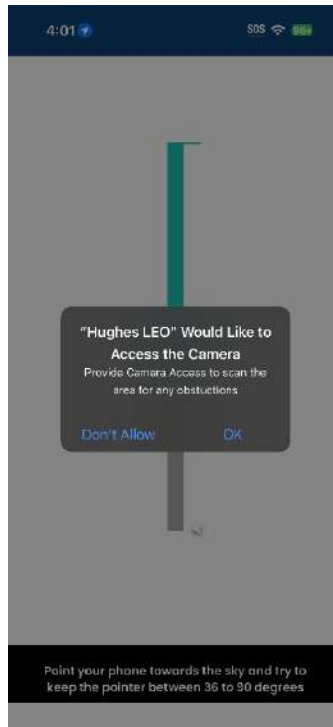 4:01
SOS
"Hughes LEO" Would Like to
Access the Camera
Provide Camera Access to scan the
area for any obstuctions
Don't Allow OK
Point your phone towards the sky and try to
keep the pointer between 36 to 90 degrees